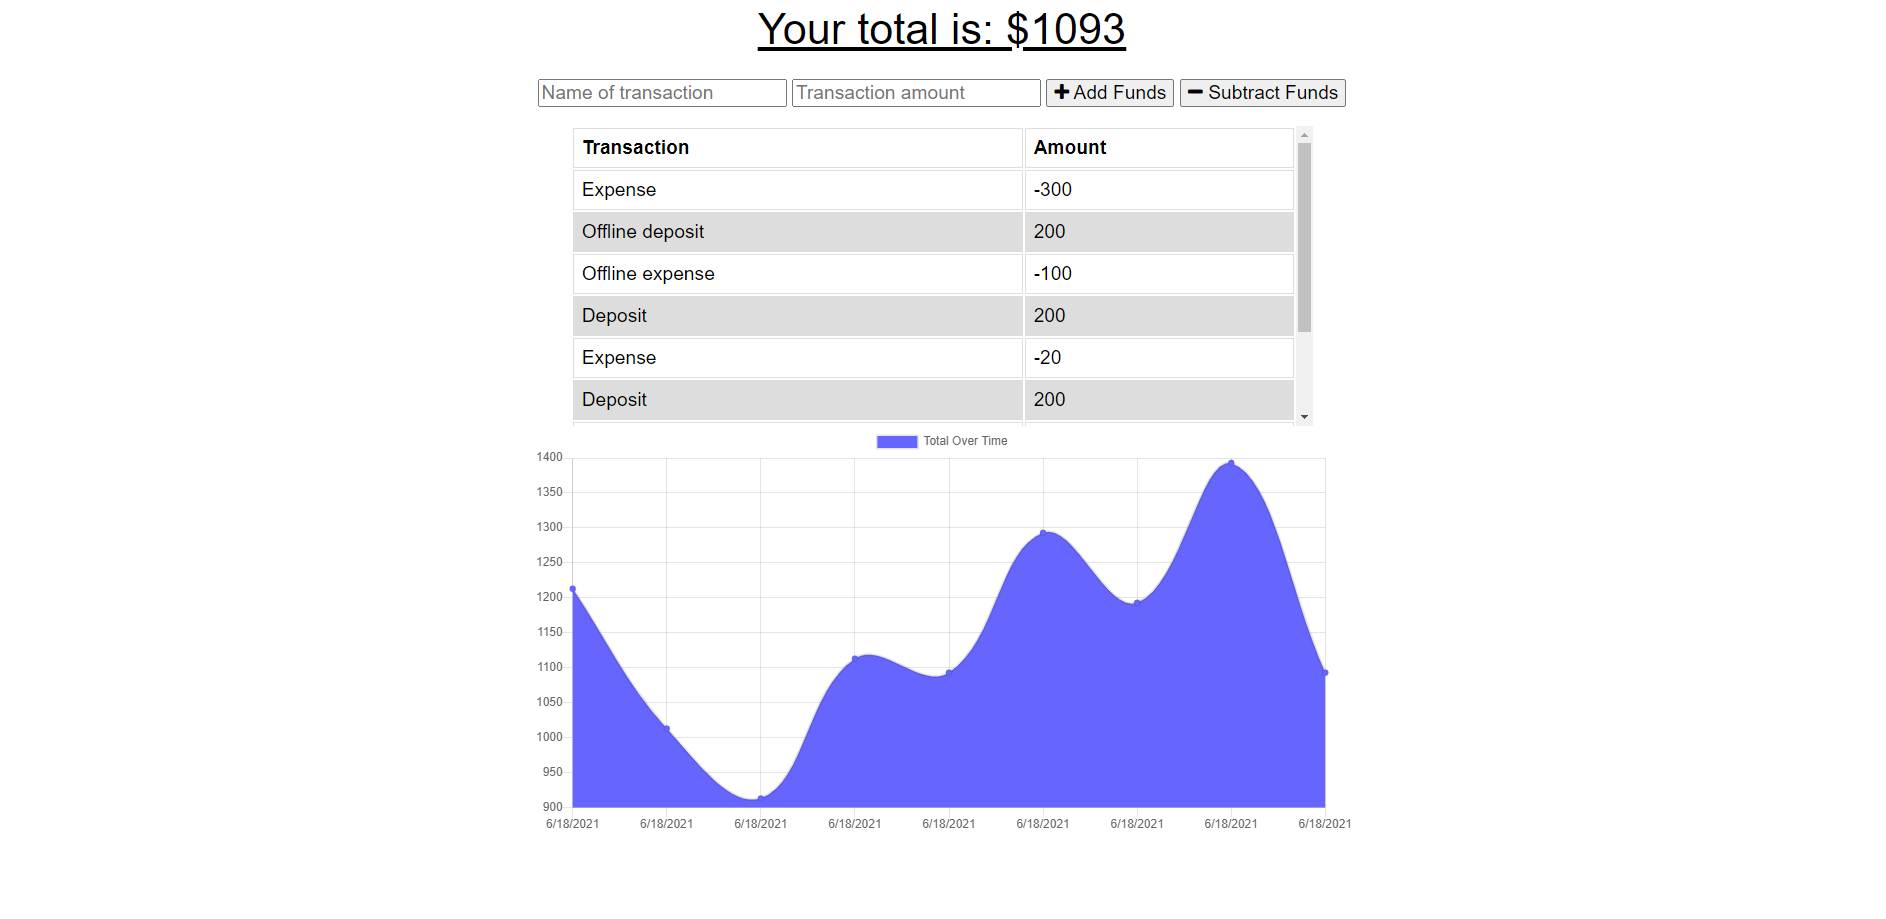 Your total is: $1093
Name of transaction Transaction amount Add Funds Subtract Funds
Transaction Amount
Expense -300
Offline deposit 200
Offline expense -100
Deposit 200
Expense -20
Deposit 200
Total Over Time
1400
1350
1300
1250
1200
1150
1100
1050
1000
950
900
6/18/2021 6/18/2021 6/18/2021 6/18/2021 6/18/2021 6/18/2021 6/18/2021 6/18/2021 6/18/2021